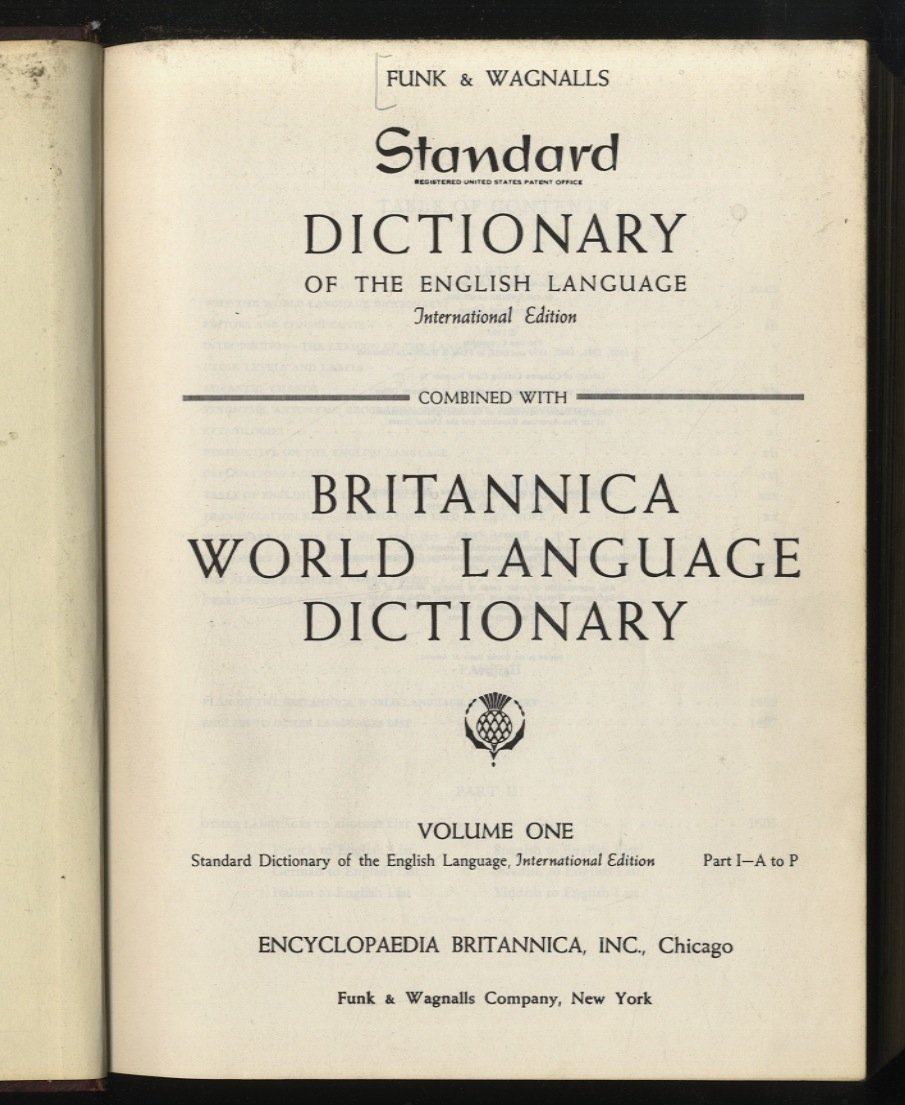 FUNK & WAGNALLS
Standard
REGISTERED UNITED STATES PATENT OFFICE
DICTIONARY
OF THE ENGLISH LANGUAGE
International Edition
COMBINED WITH
BRITANNICA
WORLD LANGUAGE
DICTIONARY
VOLUME ONE
Standard Dictionary of the English Language, International Edition Part I—A to P
ENCYCLOPAEDIA BRITANNICA, INC., Chicago
Funk & Wagnalls Company, New York